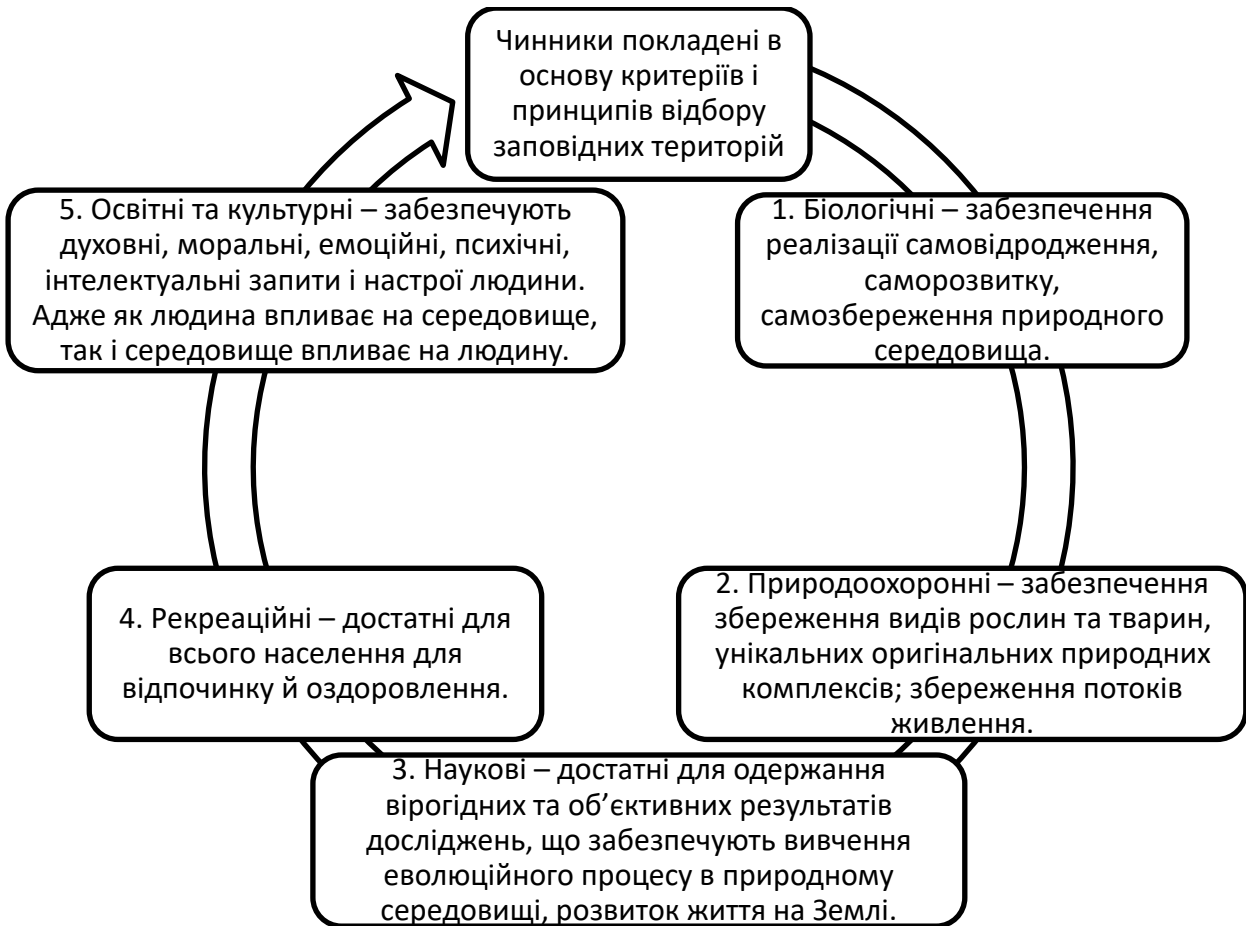 Чинники покладені в
основу критеріїв і
принципів відбору
заповідних територій
1. Біологічні – забезпечення
реалізації самовідродження,
саморозвитку,
самозбереження природного
середовища.
2. Природоохоронні – забезпечення
збереження видів рослин та тварин,
унікальних оригінальних природних
комплексів; збереження потоків
живлення.
3. Наукові – достатні для одержання
вірогідних та об’єктивних результатів
досліджень, що забезпечують вивчення
еволюційного процесу в природному
середовищі, розвиток життя на Землі.
4. Рекреаційні – достатні для
всього населення для
відпочинку й оздоровлення.
5. Освітні та культурні – забезпечують
духовні, моральні, емоційні, психічні,
інтелектуальні запити і настрої людини.
Адже як людина впливає на середовище,
так і середовище впливає на людину.